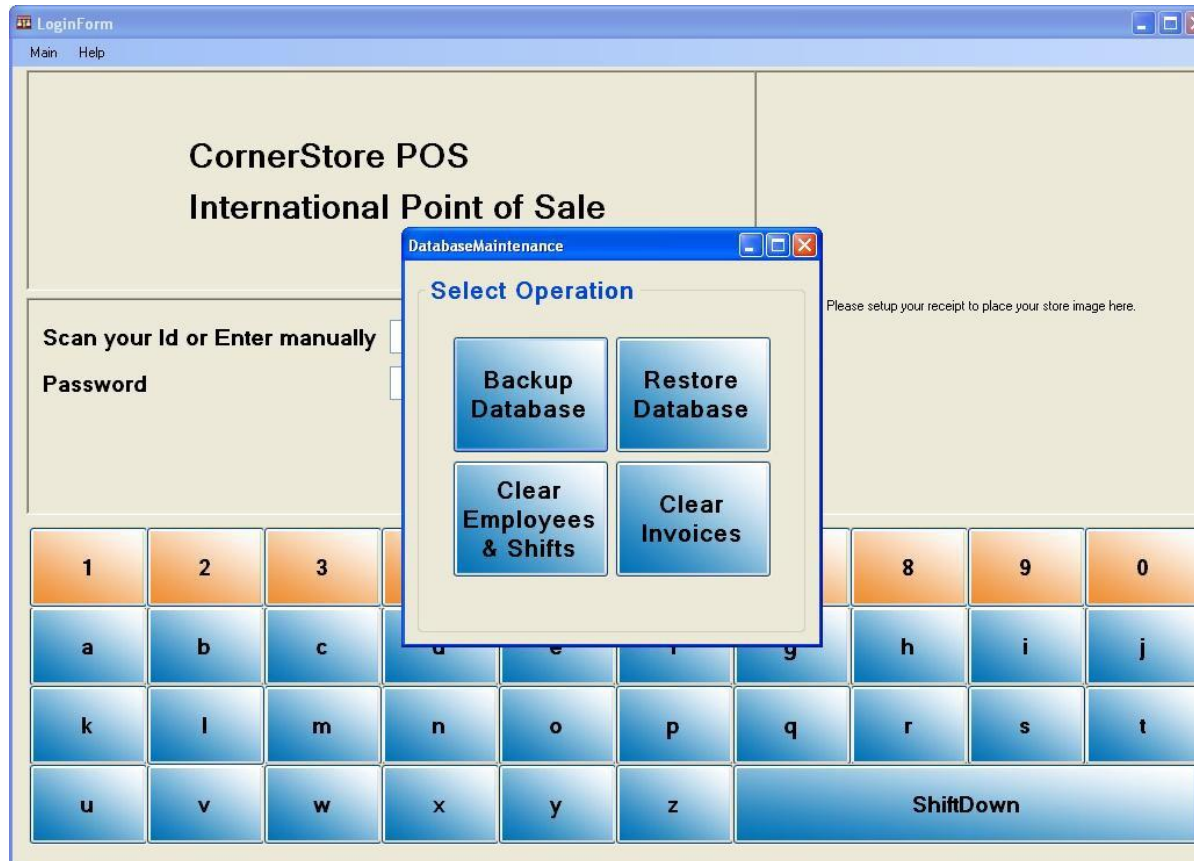 LoginForm
Main Help
CornerStore POS
International Point of Sale
DatabaseMaintenance
Select Operation
Please setup your receipt to place your store image here.
Scan your Id or Enter manually
Password
Backup
Database
Restore
Database
Clear
Employees
& Shifts
Clear
Invoices
1 2 3 8 9 0
a b c h i j
k l m n o p q r s t
u v w x y z ShiftDown